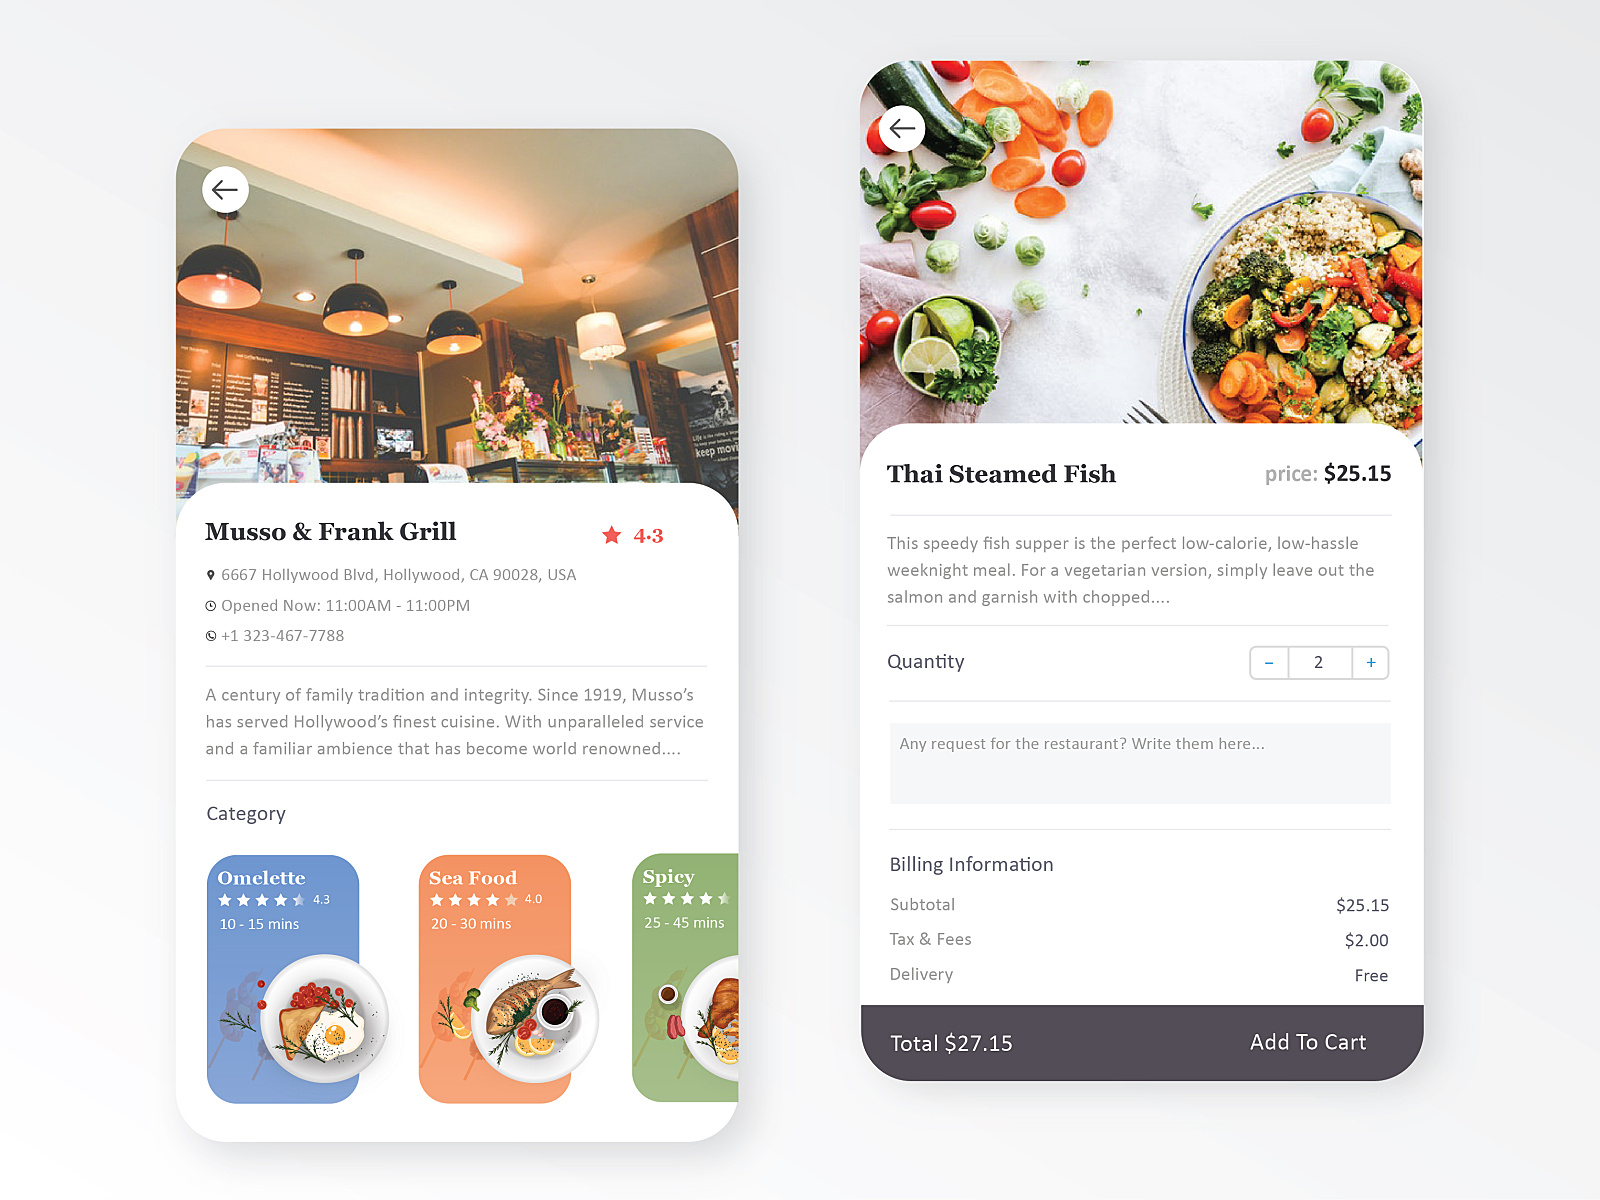 keep movi
Musso & Frank Grill
4.3
6667 Hollywood Blvd, Hollywood, CA 90028, USA
Opened Now: 11:00AM - 11:00PM
+1 323-467-7788
A century of family tradition and integrity. Since 1919, Musso’s
has served Hollywood’s finest cuisine. With unparalleled service
and a familiar ambience that has become world renowned....
Category
Omelette
4.3
10 - 15 mins
Sea Food
4.0
20 - 30 mins
Spicy
25 - 45 mins
Thai Steamed Fish
price: $25.15
This speedy fish supper is the perfect low-calorie, low-hassle
weeknight meal. For a vegetarian version, simply leave out the
salmon and garnish with chopped....
Quantity
− 2 +
Any request for the restaurant? Write them here...
Billing Information
Subtotal $25.15
Tax & Fees $2.00
Delivery Free
Total $27.15 Add To Cart